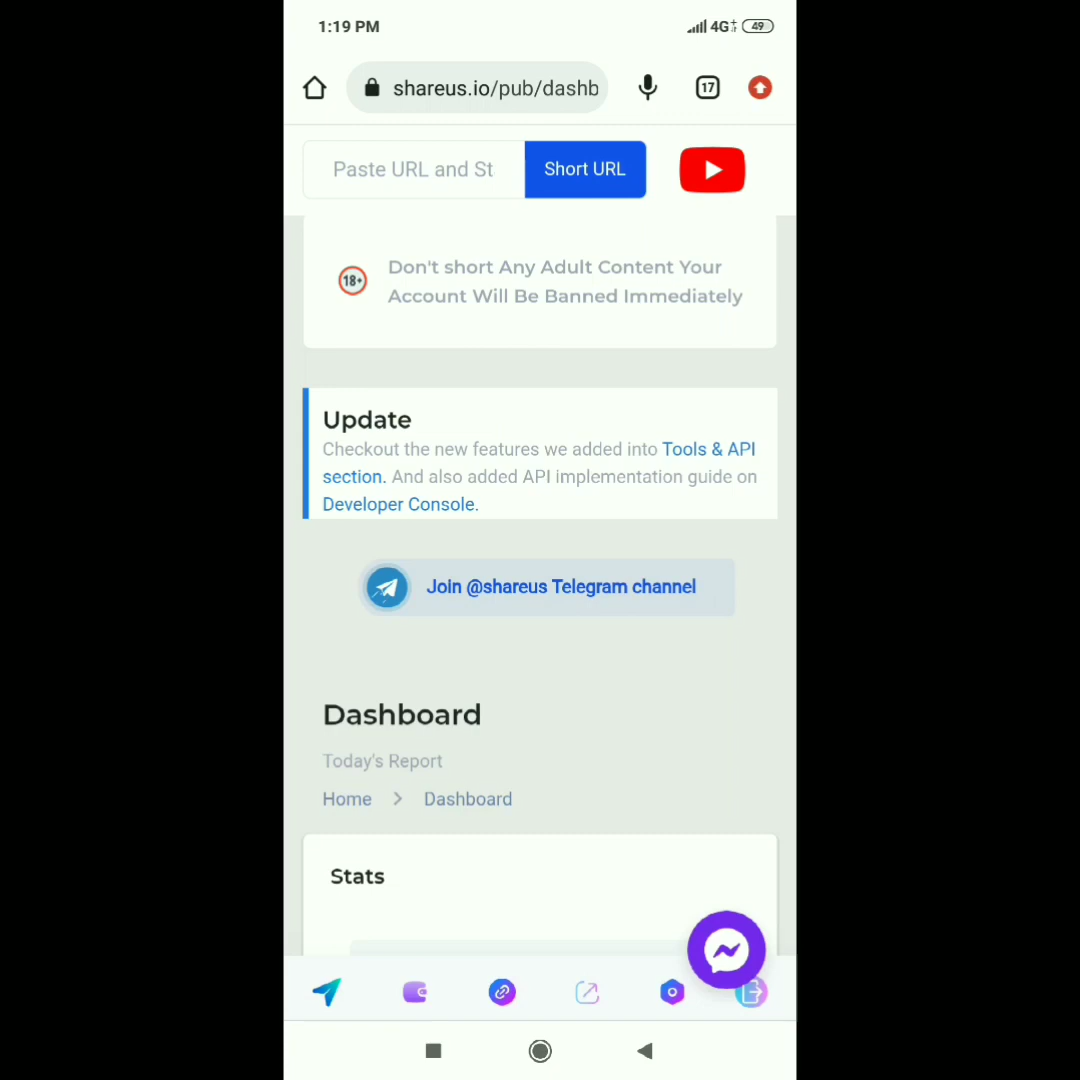 1:19 PM 4G+ 49
shareus.io/pub/dashb 17
Paste URL and St Short URL
18+
Don't short Any Adult Content Your
Account Will Be Banned Immediately
Update
Checkout the new features we added into Tools & API
section. And also added API implementation guide on
Developer Console.
Join @shareus Telegram channel
Dashboard
Today's Report
Home > Dashboard
Stats